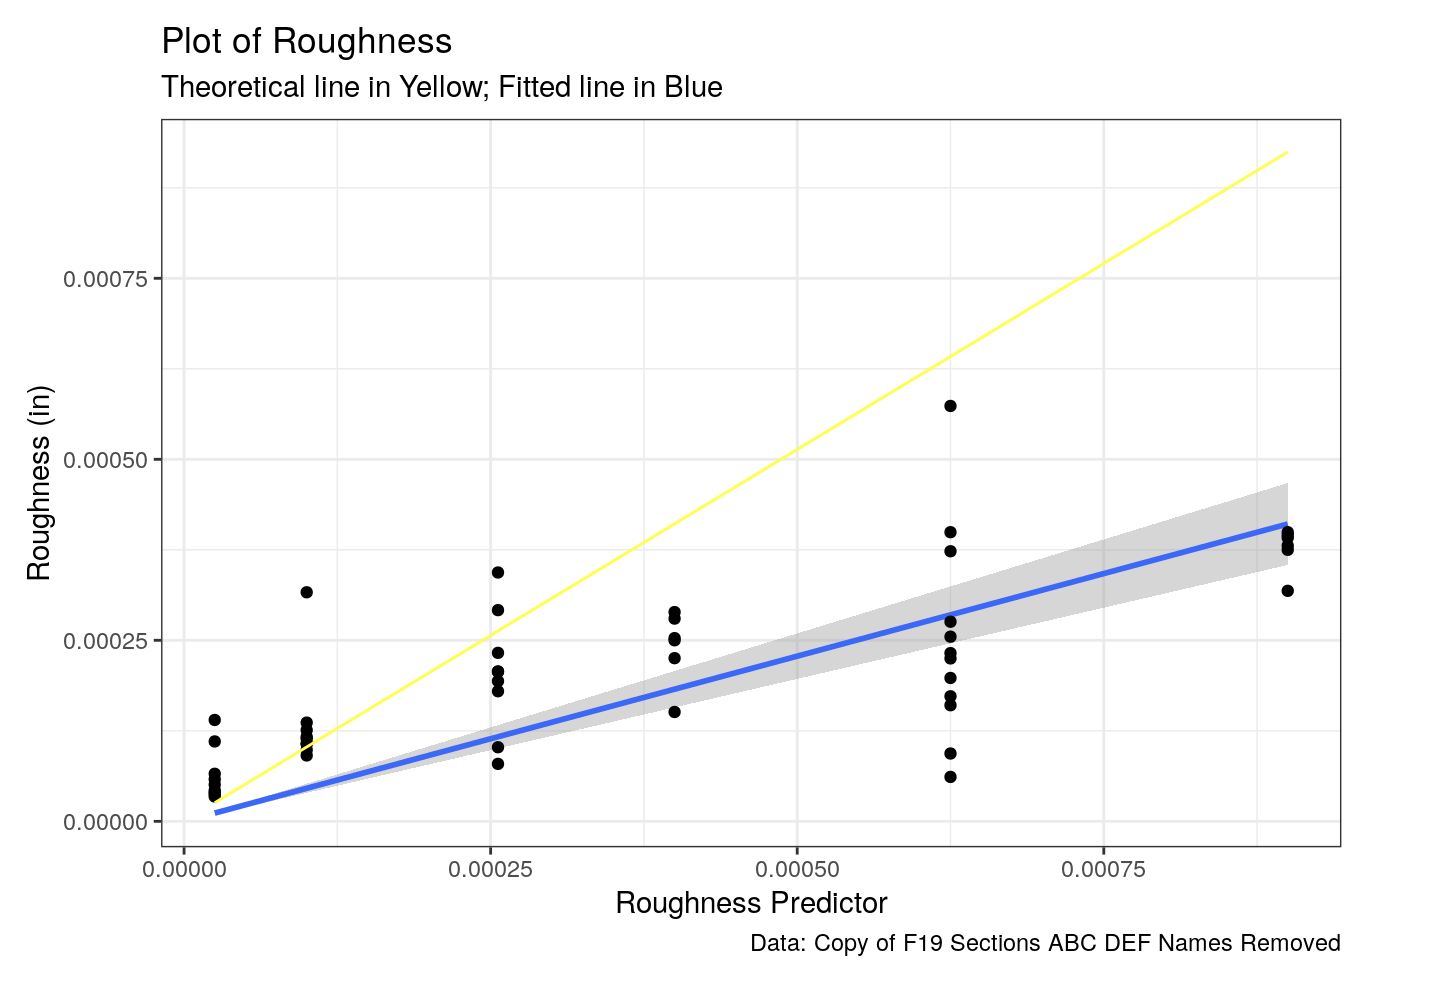 Plot of Roughness
Theoretical line in Yellow; Fitted line in Blue
0.00075
0.00050
0.00025
0.00000
Roughness (in)
0.00000 0.00025 0.00050 0.00075
Roughness Predictor
Data: Copy of F19 Sections ABC DEF Names Removed